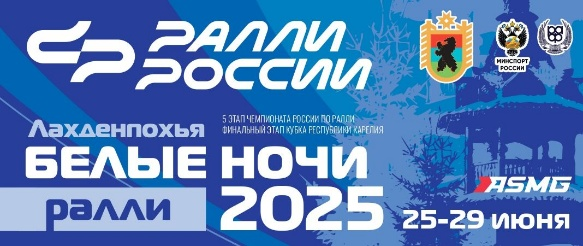 РАЛЛИ
РОССИИ
МИНСПОРТ
РОССИИ
5 ЭТАП ЧЕМПИОНАТА РОССИИ ПО РАЛЛИ
ФИНАЛЬНЫЙ ЭТАП КУБКА РЕСПУБЛИКИ КАРЕЛИЯ
Лахденпохья
БЕЛЫЕ НОЧИ
ралли 2025
ASMG
25-29 июня